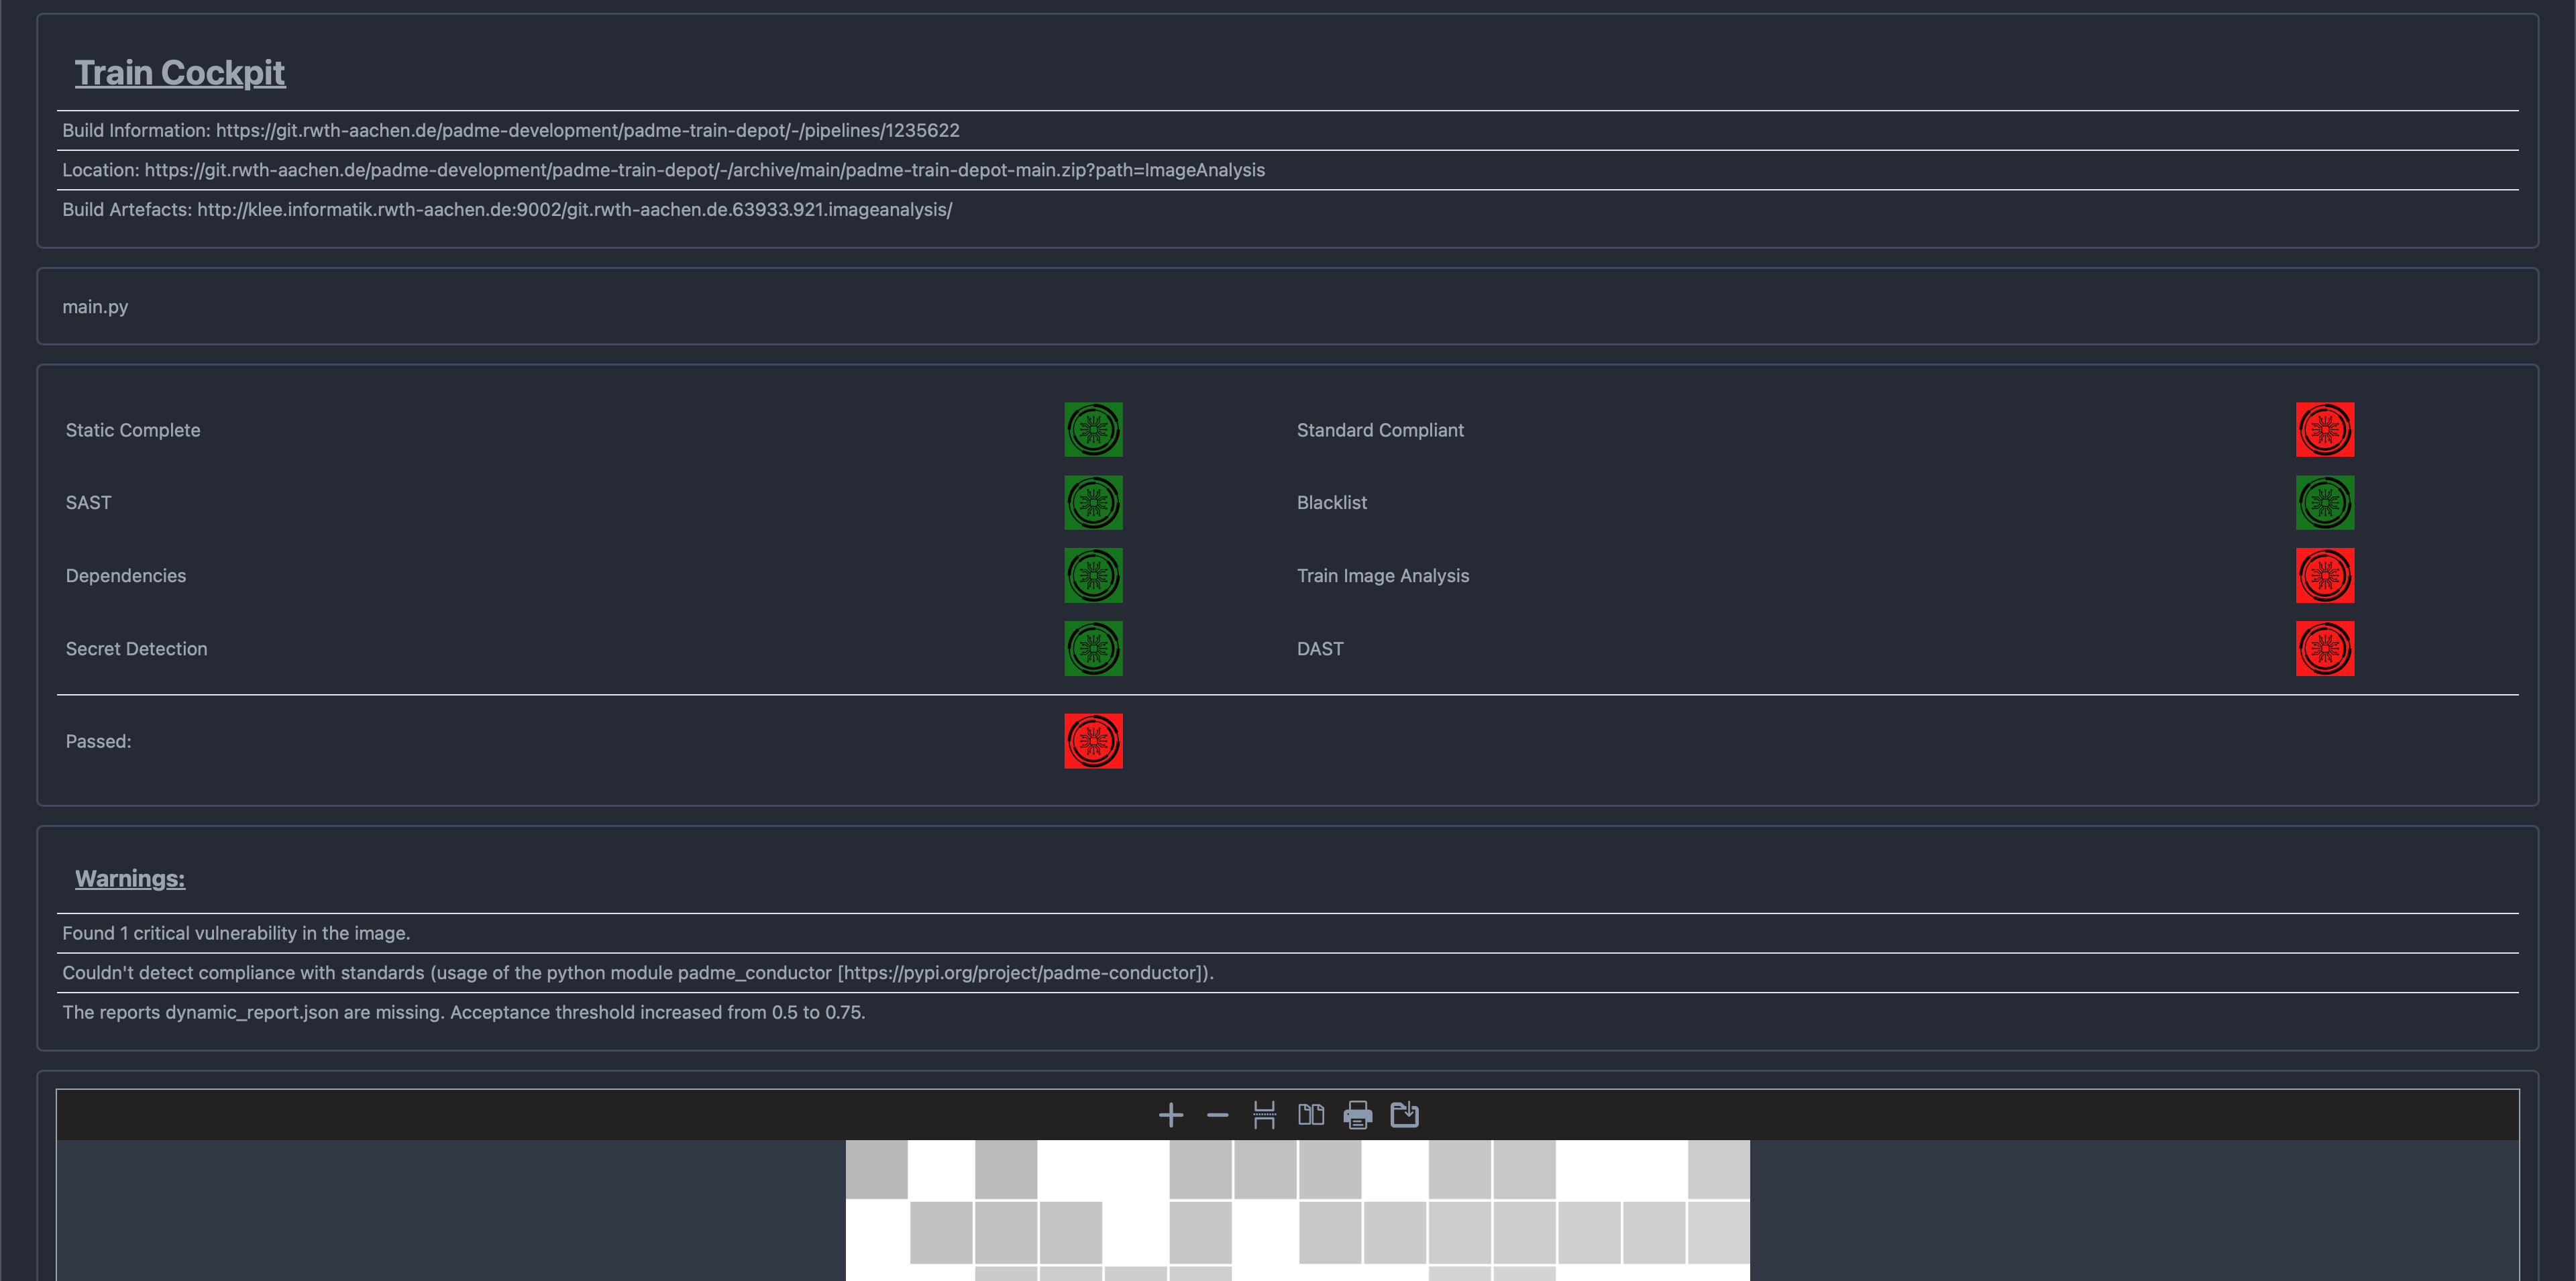 Train Cockpit
Build Information: https://git.rwth-aachen.de/padme-development/padme-train-depot/-/pipelines/1235622
Location: https://git.rwth-aachen.de/padme-development/padme-train-depot/-/archive/main/padme-train-depot-main.zip?path=ImageAnalysis
Build Artefacts: http://klee.informatik.rwth-aachen.de:9002/git.rwth-aachen.de.63933.921.imageanalysis/
main.py
Static Complete
Standard Compliant
SAST
Blacklist
Dependencies
Train Image Analysis
Secret Detection
DAST
Passed:
Warnings:
Found 1 critical vulnerability in the image.
Couldn't detect compliance with standards (usage of the python module padme_conductor [https://pypi.org/project/padme-conductor]).
The reports dynamic_report.json are missing. Acceptance threshold increased from 0.5 to 0.75.